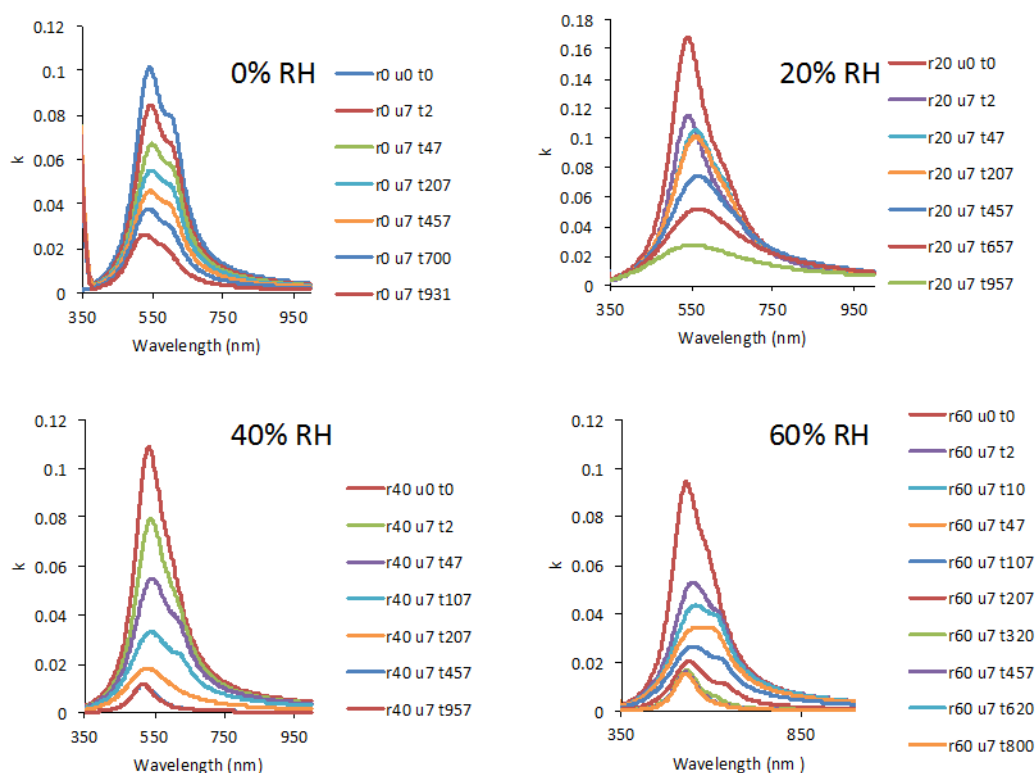 0% RH
k
0.12
0.1
0.08
0.06
0.04
0.02
0
350
550
750
950
Wavelength (nm)
r0 u0 t0
r0 u7 t2
r0 u7 t47
r0 u7 t207
r0 u7 t457
r0 u7 t700
r0 u7 t931
20% RH
k
0.18
0.16
0.14
0.12
0.1
0.08
0.06
0.04
0.02
0
350
550
750
950
Wavelength (nm)
r20 u0 t0
r20 u7 t2
r20 u7 t47
r20 u7 t207
r20 u7 t457
r20 u7 t657
r20 u7 t957
40% RH
k
0.12
0.1
0.08
0.06
0.04
0.02
0
350
550
750
950
Wavelength (nm)
r40 u0 t0
r40 u7 t2
r40 u7 t47
r40 u7 t107
r40 u7 t207
r40 u7 t457
r40 u7 t957
60% RH
k
0.12
0.1
0.08
0.06
0.04
0.02
0
350
850
Wavelength (nm )
r60 u0 t0
r60 u7 t2
r60 u7 t10
r60 u7 t47
r60 u7 t107
r60 u7 t207
r60 u7 t320
r60 u7 t457
r60 u7 t620
r60 u7 t800